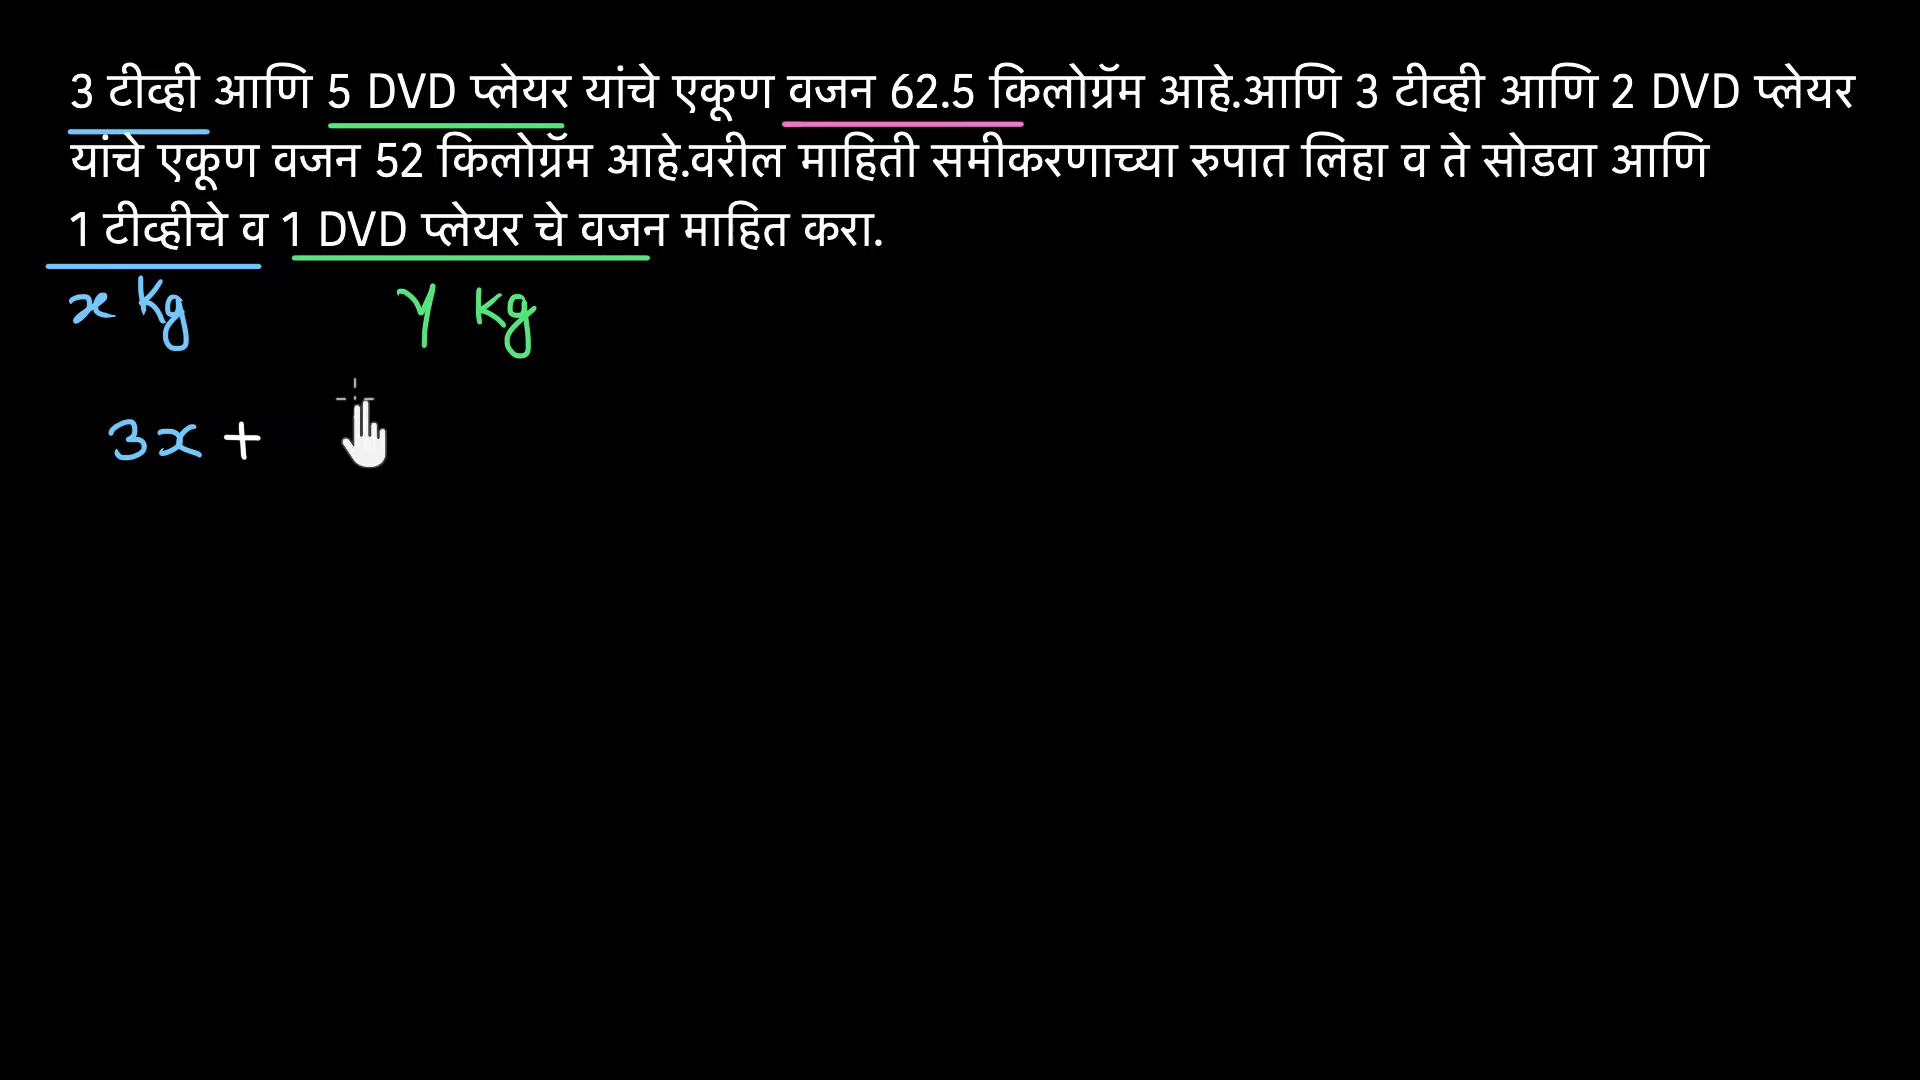 3 टीव्ही आणि 5 DVD प्लेयर यांचे एकूण वजन 62.5 किलोग्रॅम आहे.आणि 3 टीव्ही आणि 2 DVD प्लेयर
यांचे एकूण वजन 52 किलोग्रॅम आहे.वरील माहिती समीकरणाच्या रुपात लिहा व ते सोडवा आणि
1 टीव्हीचे व 1 DVD प्लेयर चे वजन माहित करा.
x kg y kg
3x +